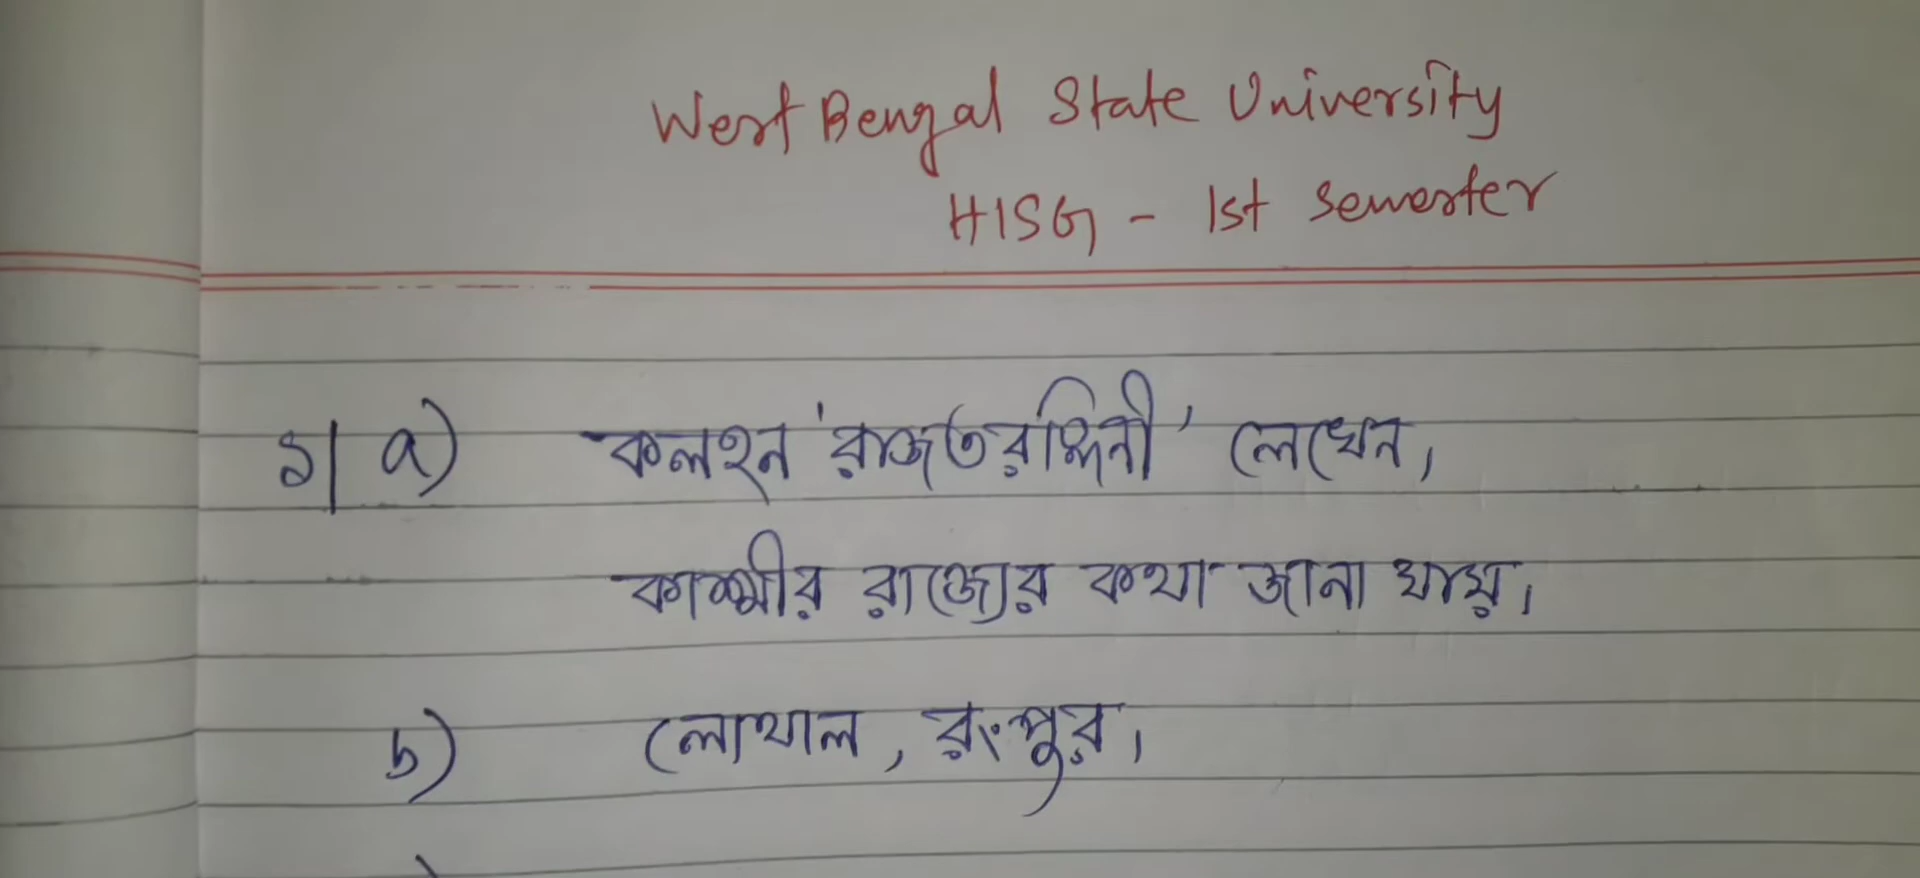 West Bengal State University
HISG - 1st semester
১| a) কলহন 'রাজতরঙ্গিনী' লেখেন,
কাশ্মীর রাজ্যের কথা জানা যায়।
b) লোথাল, রংপুর।